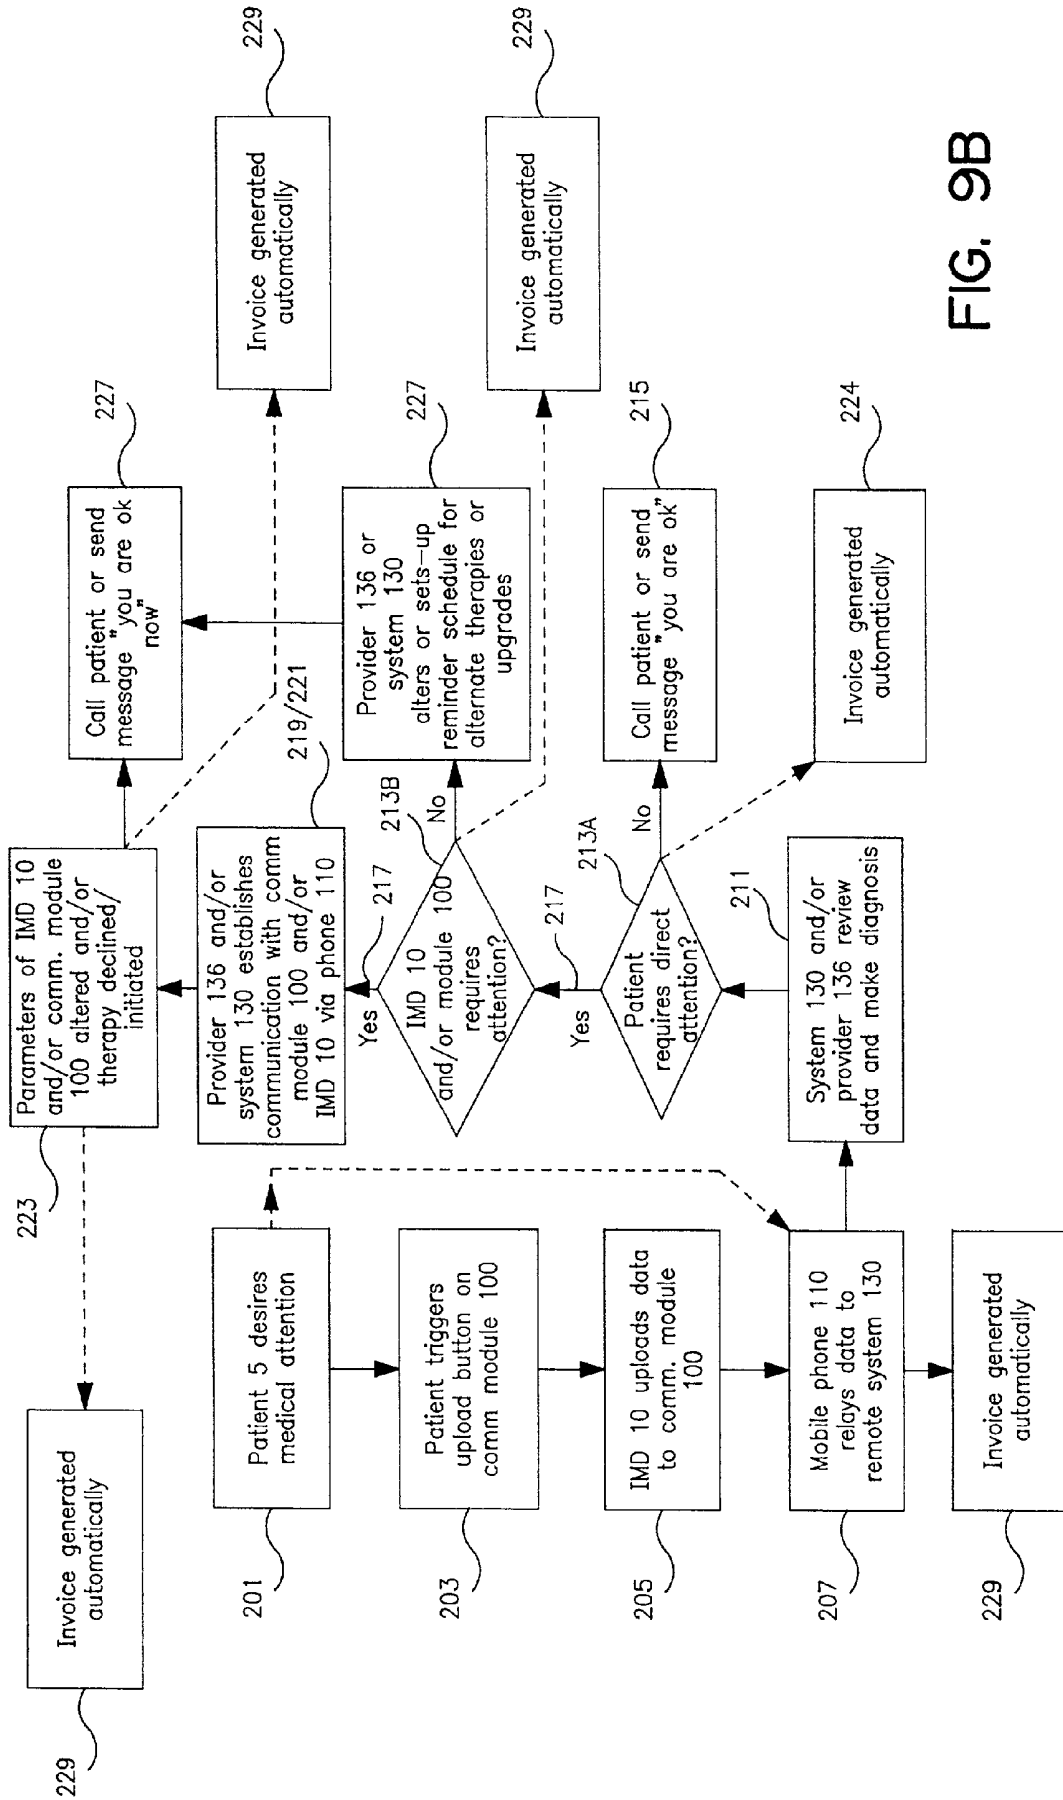 229
Invoice generated
automatically
223
Parameters of IMD 10
and/or comm. module
100 altered and/or
therapy declined/
initiated
Call patient or send
message "you are ok
now"
227
201
Patient 5 desires
medical attention
Provider 136 and/or
system 130 establishes
communication with comm
module 100 and/or
IMD 10 via phone 110
219/221
Invoice generated
automatically
229
Yes
217
203
Patient triggers
upload button on
comm module 100
IMD 10
and/or module 100
requires
attention?
213B
No
Provider 136 or
system 130
alters or sets-up
reminder schedule for
alternate therapies or
upgrades
227
Invoice generated
automatically
229
Yes
217
205
IMD 10 uploads data
to comm. module
100
Patient
requires direct
attention?
213A
No
Call patient or send
message "you are ok"
215
207
Mobile phone 110
relays data to
remote system 130
System 130 and/or
provider 136 review
data and make diagnosis
211
Invoice generated
automatically
224
229
Invoice generated
automatically
FIG. 9B